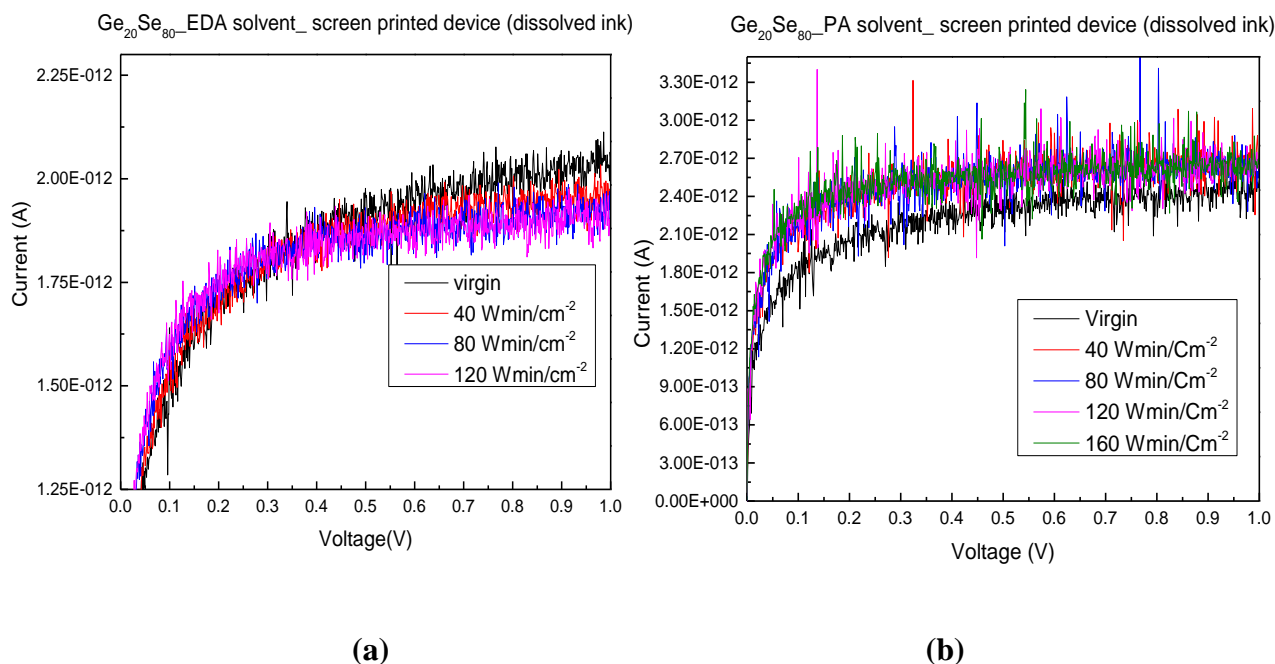 Ge₂₀Se₈₀_EDA solvent_ screen printed device (dissolved ink)
2.25E-012
2.00E-012
1.75E-012
1.50E-012
1.25E-012
Current (A)
virgin
40 Wmin/cm⁻²
80 Wmin/cm⁻²
120 Wmin/cm⁻²
0.0 0.1 0.2 0.3 0.4 0.5 0.6 0.7 0.8 0.9 1.0
Voltage(V)
(a)
Ge₂₀Se₈₀_PA solvent_ screen printed device (dissolved ink)
3.30E-012
3.00E-012
2.70E-012
2.40E-012
2.10E-012
1.80E-012
1.50E-012
1.20E-012
9.00E-013
6.00E-013
3.00E-013
0.00E+000
Current (A)
Virgin
40 Wmin/Cm⁻²
80 Wmin/Cm⁻²
120 Wmin/Cm⁻²
160 Wmin/Cm⁻²
0.0 0.1 0.2 0.3 0.4 0.5 0.6 0.7 0.8 0.9 1.0
Voltage (V)
(b)